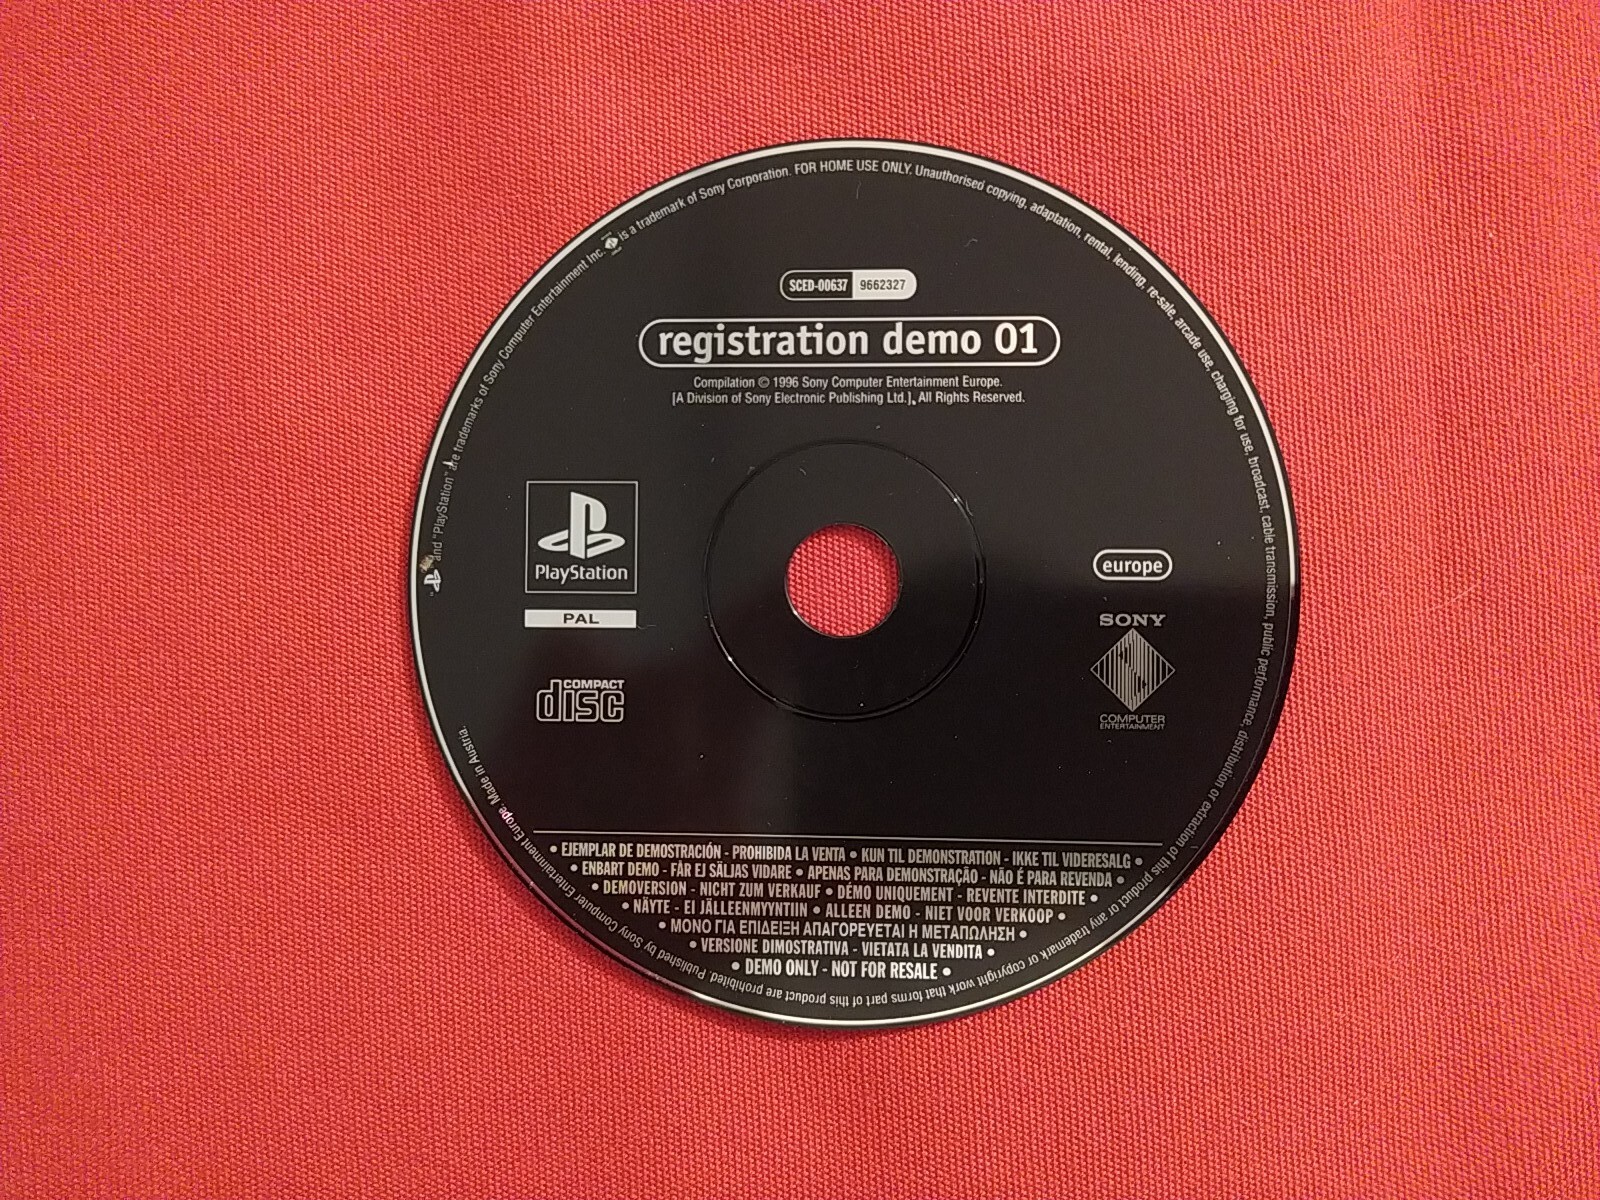 SCED-00637 9662327
registration demo 01
Compilation © 1996 Sony Computer Entertainment Europe.
[A Division of Sony Electronic Publishing Ltd.]. All Rights Reserved.
PlayStation
PAL
COMPACT
disc
europe
SONY
COMPUTER
ENTERTAINMENT
• EJEMPLAR DE DEMOSTRACIÓN - PROHIBIDA LA VENTA • KUN TIL DEMONSTRATION - IKKE TIL VIDERESALG •
• ENBART DEMO - FÅR EJ SÄLJAS VIDARE • APENAS PARA DEMONSTRAÇÃO - NÃO É PARA REVENDA •
• DEMOVERSION - NICHT ZUM VERKAUF • DÉMO UNIQUEMENT - REVENTE INTERDITE •
• NÄYTE - EI JÄLLEENMYYNTIIN • ALLEEN DEMO - NIET VOOR VERKOOP •
• ΜΟΝΟ ΓΙΑ ΕΠΙΔΕΙΞΗ ΑΠΑΓΟΡΕΥΕΤΑΙ Η ΜΕΤΑΠΩΛΗΣΗ •
• VERSIONE DIMOSTRATIVA - VIETATA LA VENDITA •
• DEMO ONLY - NOT FOR RESALE •
and "PlayStation" are trademarks of Sony Computer Entertainment Inc. is a trademark of Sony Corporation. FOR HOME USE ONLY. Unauthorised copying, adaptation, rental, lending, re-sale, arcade use, charging for use, broadcast, cable transmission, public performance, distribution or extraction of this product or any trademark or copyright work that forms part of this product are prohibited. Published by Sony Computer Entertainment Europe. Made in Austria.